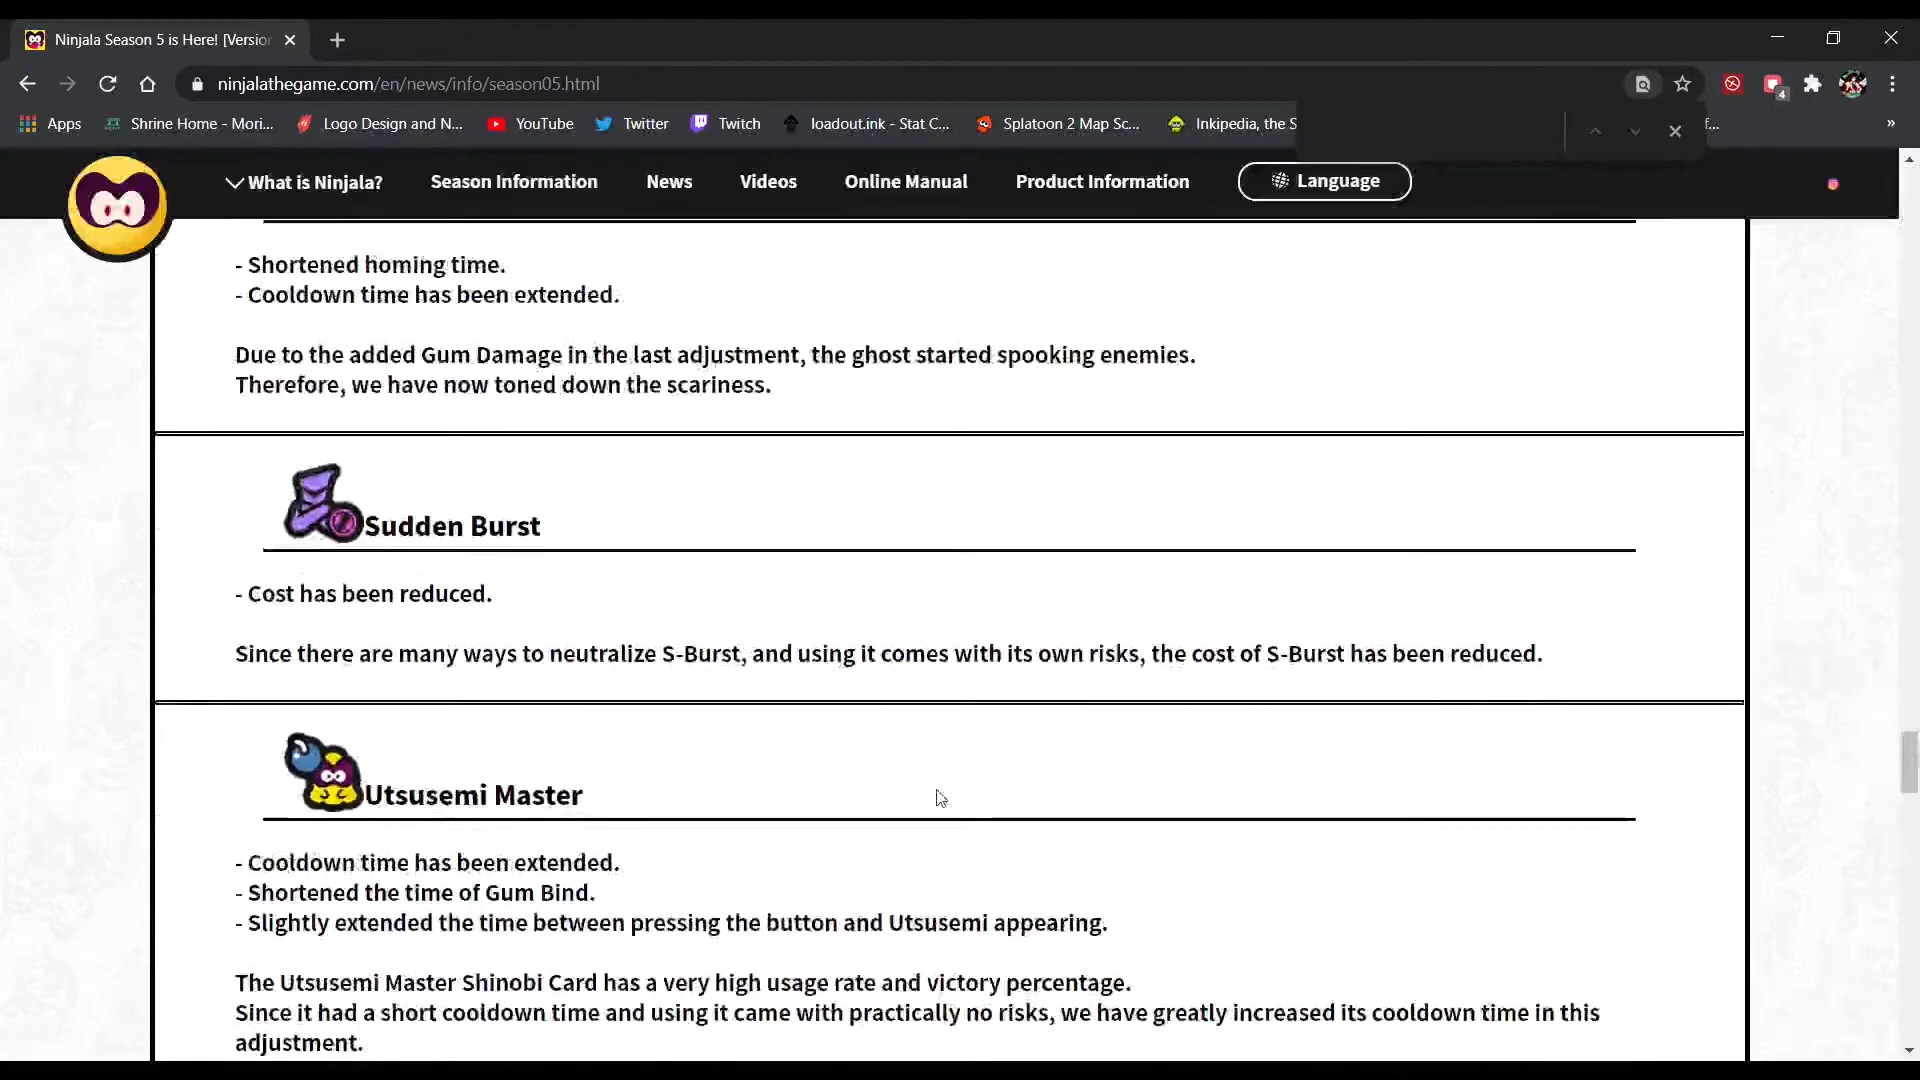 Ninjala Season 5 is Here! [Versior
ninjalathegame.com/en/news/info/season05.html
Apps
Shrine Home - Mori...
Logo Design and N...
YouTube
Twitter
Twitch
loadout.ink - Stat C...
Splatoon 2 Map Sc...
Inkipedia, the S
f...
»
4
What is Ninjala?
Season Information
News
Videos
Online Manual
Product Information
Language
- Shortened homing time.
- Cooldown time has been extended.
Due to the added Gum Damage in the last adjustment, the ghost started spooking enemies.
Therefore, we have now toned down the scariness.
Sudden Burst
- Cost has been reduced.
Since there are many ways to neutralize S-Burst, and using it comes with its own risks, the cost of S-Burst has been reduced.
Utsusemi Master
- Cooldown time has been extended.
- Shortened the time of Gum Bind.
- Slightly extended the time between pressing the button and Utsusemi appearing.
The Utsusemi Master Shinobi Card has a very high usage rate and victory percentage.
Since it had a short cooldown time and using it came with practically no risks, we have greatly increased its cooldown time in this
adjustment.